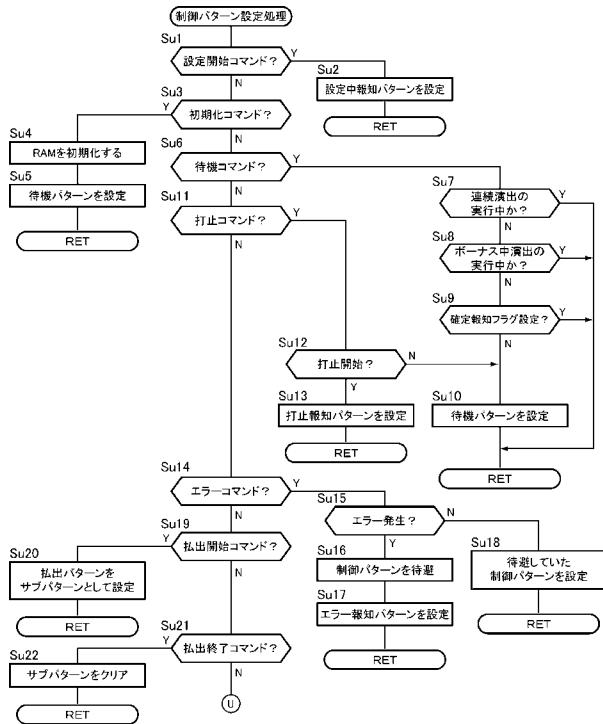 制御パターン設定処理
Su1
設定開始コマンド？
Y
N
Su2
設定中報知パターンを設定
RET
Su3
初期化コマンド？
Y
N
Su4
RAMを初期化する
Su5
待機パターンを設定
RET
Su6
待機コマンド？
Y
N
Su7
連続演出の
実行中か？
Y
N
Su8
ボーナス中演出の
実行中か？
Y
N
Su9
確定報知フラグ設定？
Y
N
Su10
待機パターンを設定
RET
Su11
打止コマンド？
Y
N
Su12
打止開始？
N
Y
Su13
打止報知パターンを設定
RET
Su14
エラーコマンド？
Y
N
Su15
エラー発生？
N
Y
Su16
制御パターンを待避
Su17
エラー報知パターンを設定
RET
Su18
待避していた
制御パターンを設定
RET
Su19
払出開始コマンド？
Y
N
Su20
払出パターンを
サブパターンとして設定
RET
Su21
払出終了コマンド？
Y
N
Su22
サブパターンをクリア
RET
U